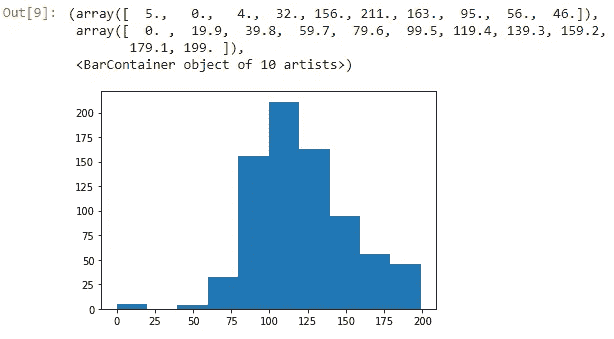 Out[9]: (array([  5.,   0.,   4.,  32., 156., 211., 163.,  95.,  56.,  46.]),
array([  0. ,  19.9,  39.8,  59.7,  79.6,  99.5, 119.4, 139.3, 159.2,
179.1, 199. ]),
<BarContainer object of 10 artists>)
200
175
150
125
100
75
50
25
0
0 25 50 75 100 125 150 175 200